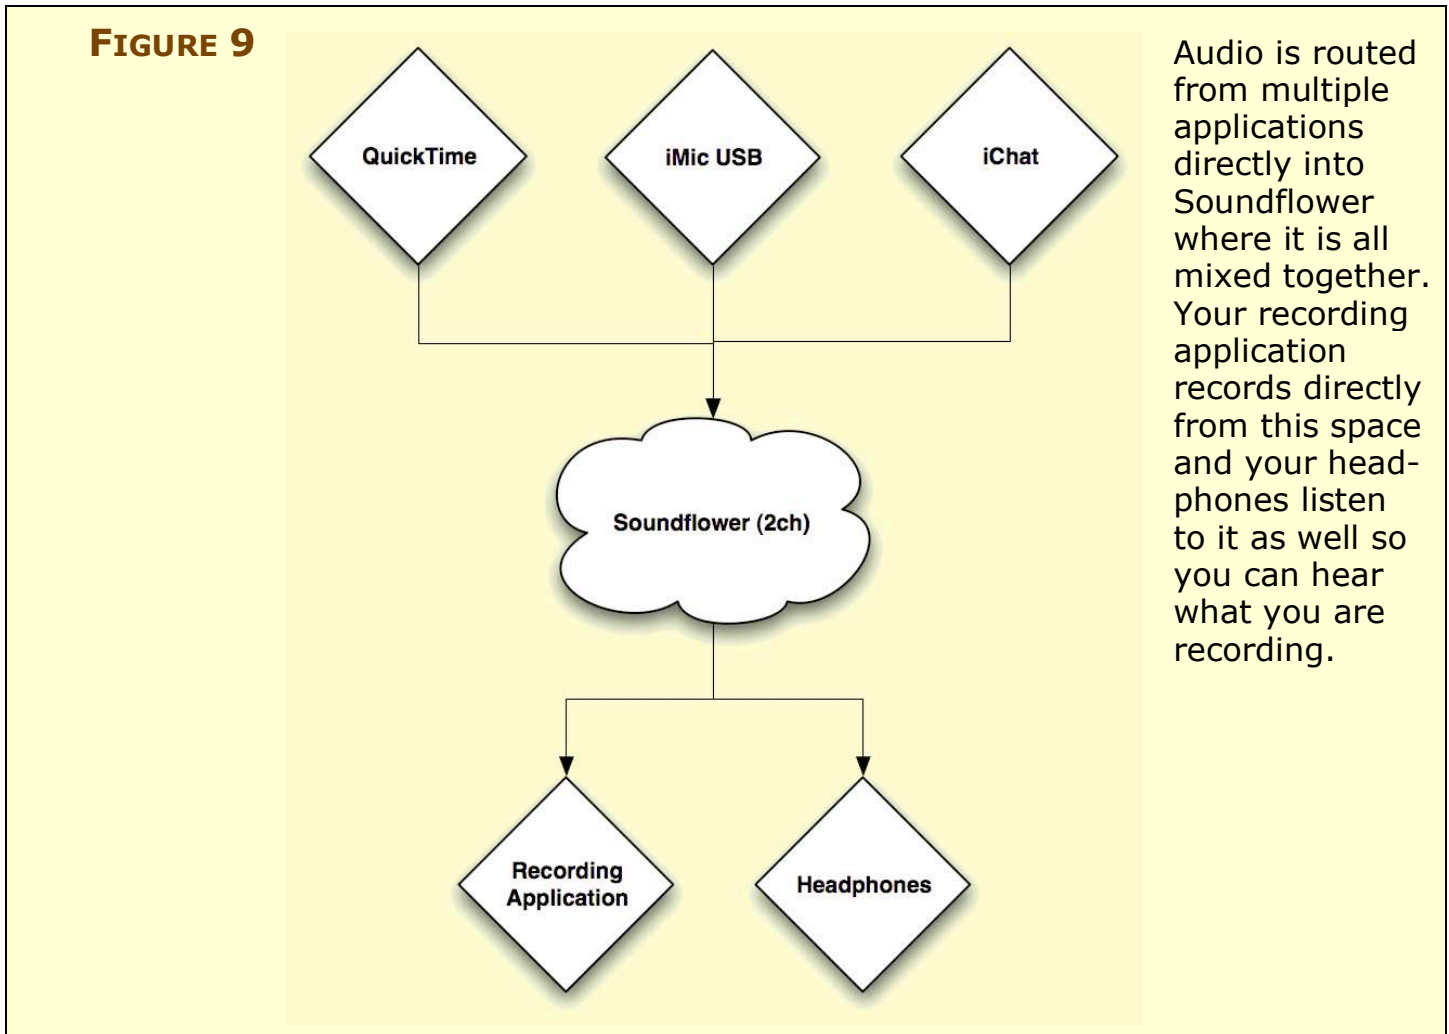 FIGURE 9
QuickTime
iMic USB
iChat
Soundflower (2ch)
Recording
Application
Headphones
Audio is routed
from multiple
applications
directly into
Soundflower
where it is all
mixed together.
Your recording
application
records directly
from this space
and your head-
phones listen
to it as well so
you can hear
what you are
recording.